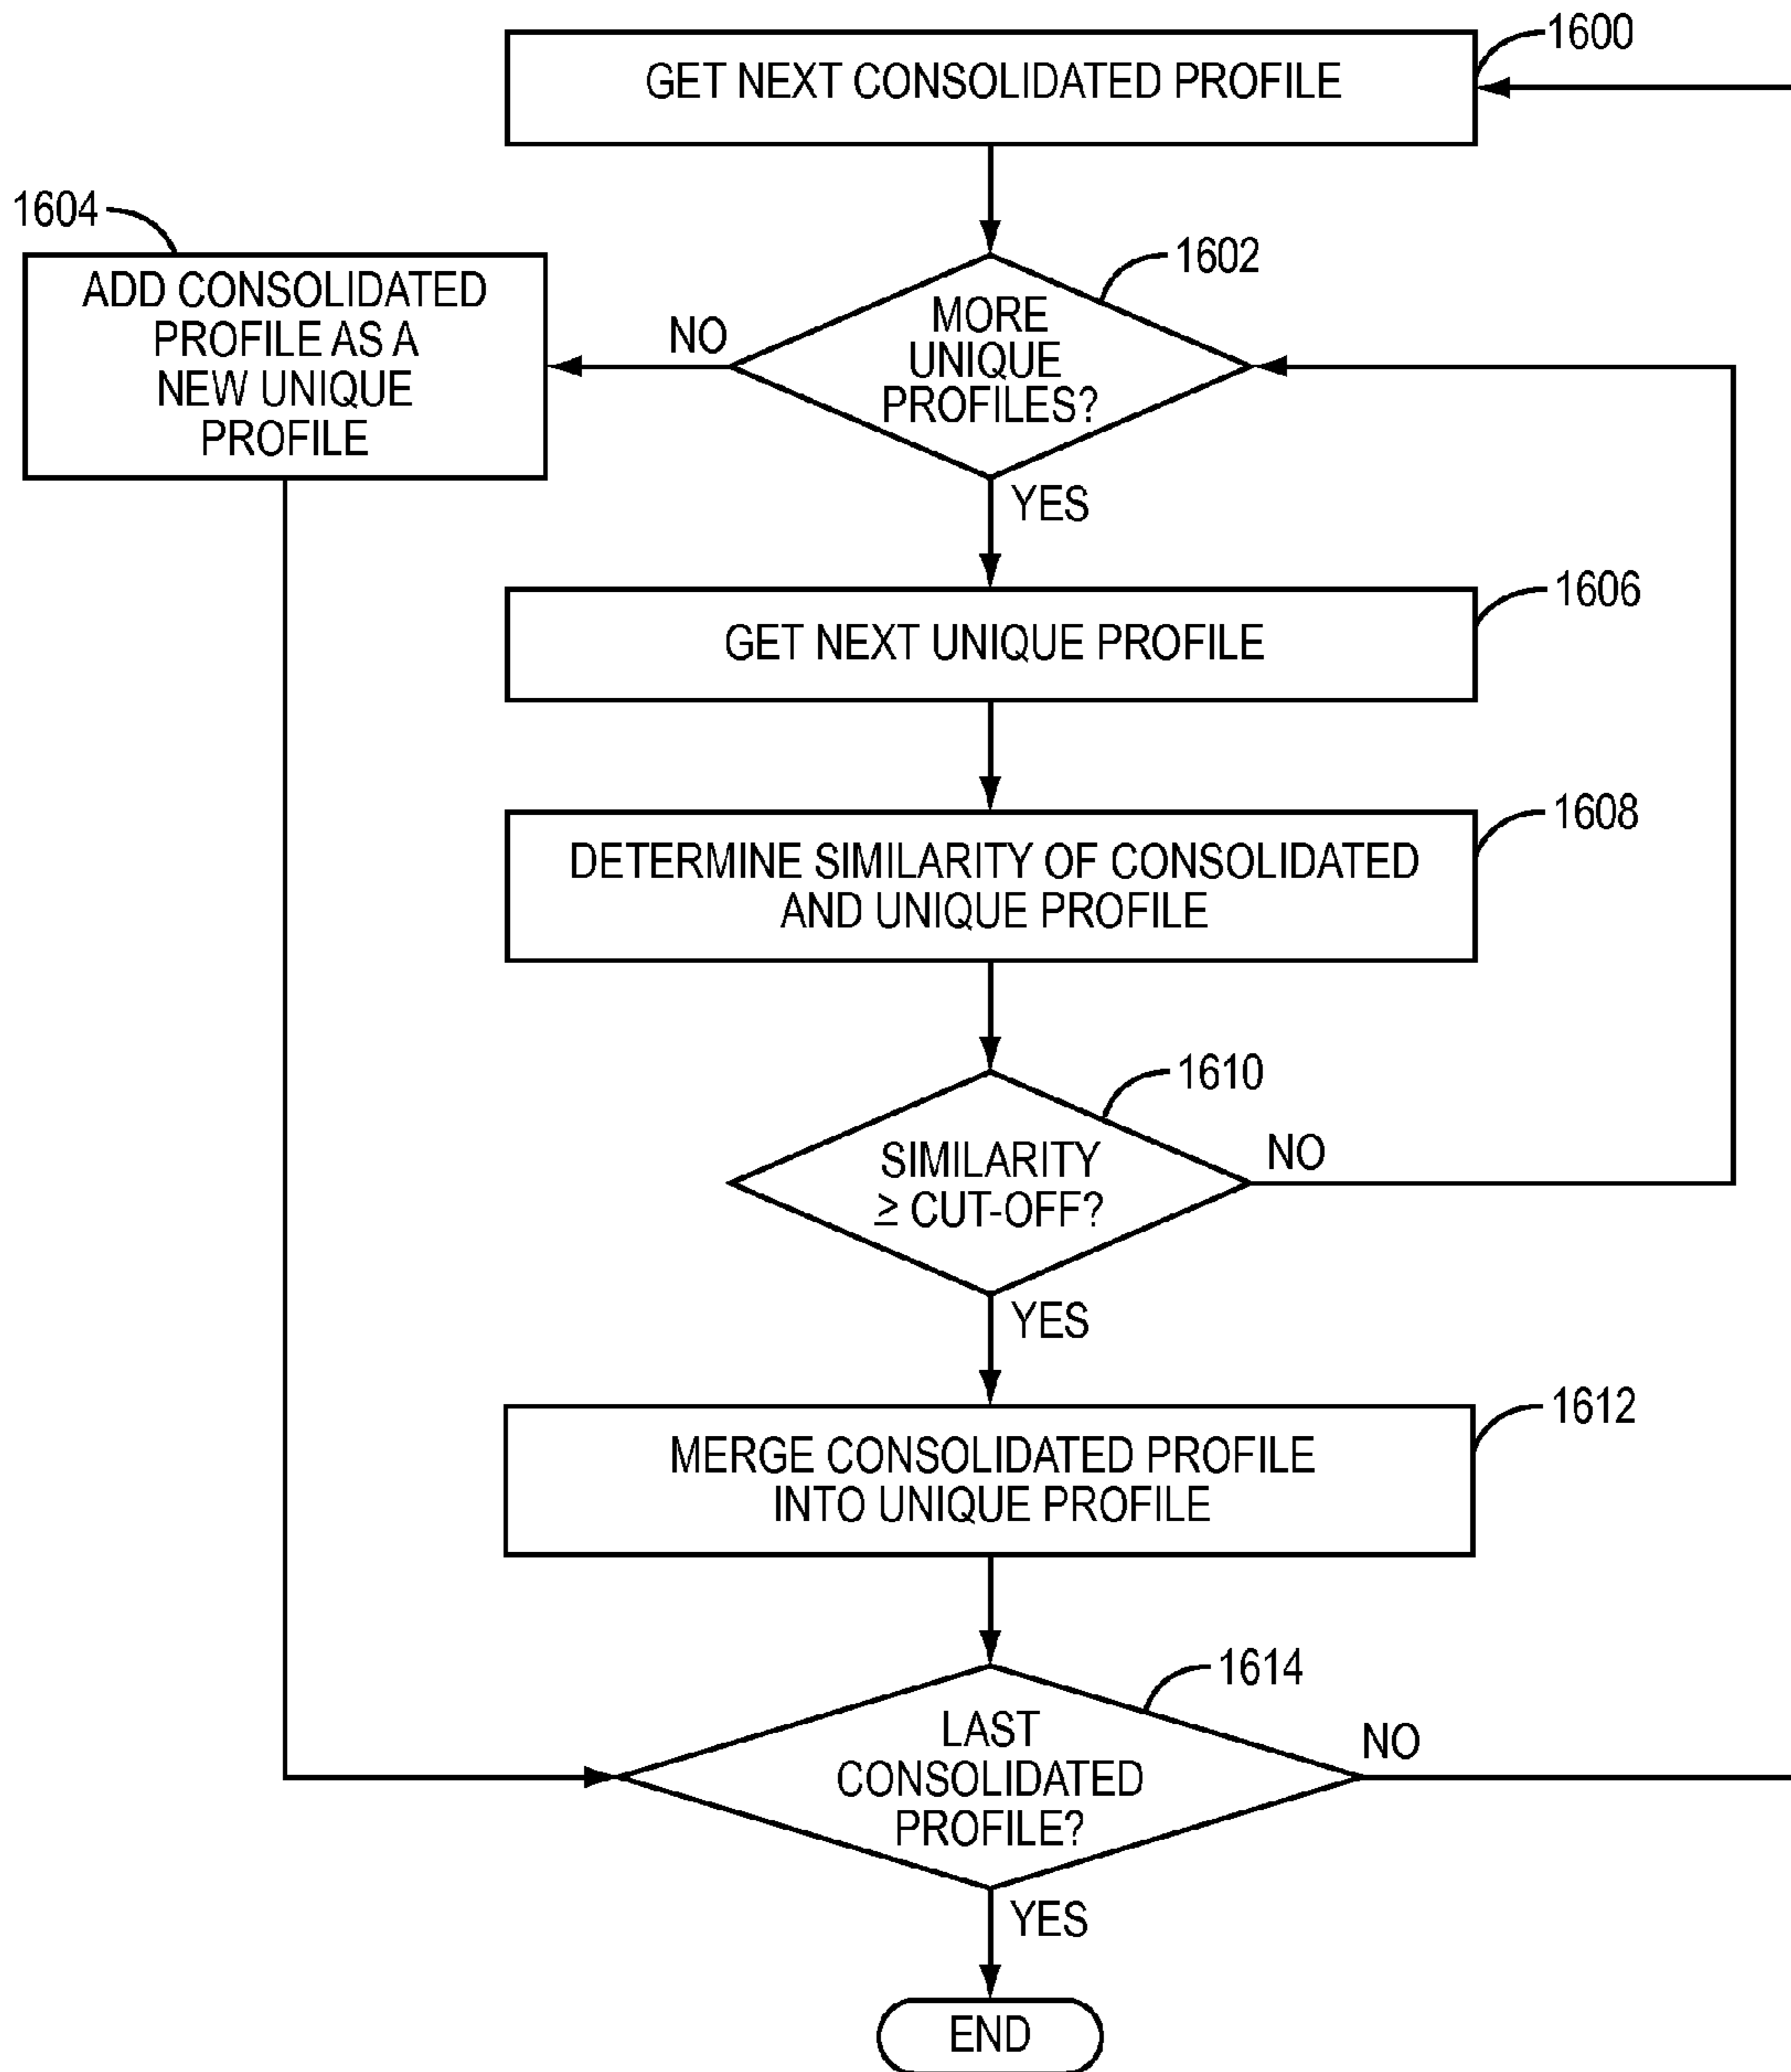 1600
GET NEXT CONSOLIDATED PROFILE
1604
1602
ADD CONSOLIDATED
PROFILE AS A
NEW UNIQUE
PROFILE
NO
MORE
UNIQUE
PROFILES?
YES
1606
GET NEXT UNIQUE PROFILE
1608
DETERMINE SIMILARITY OF CONSOLIDATED
AND UNIQUE PROFILE
1610
SIMILARITY
≥ CUT-OFF?
NO
YES
1612
MERGE CONSOLIDATED PROFILE
INTO UNIQUE PROFILE
1614
LAST
CONSOLIDATED
PROFILE?
NO
YES
END